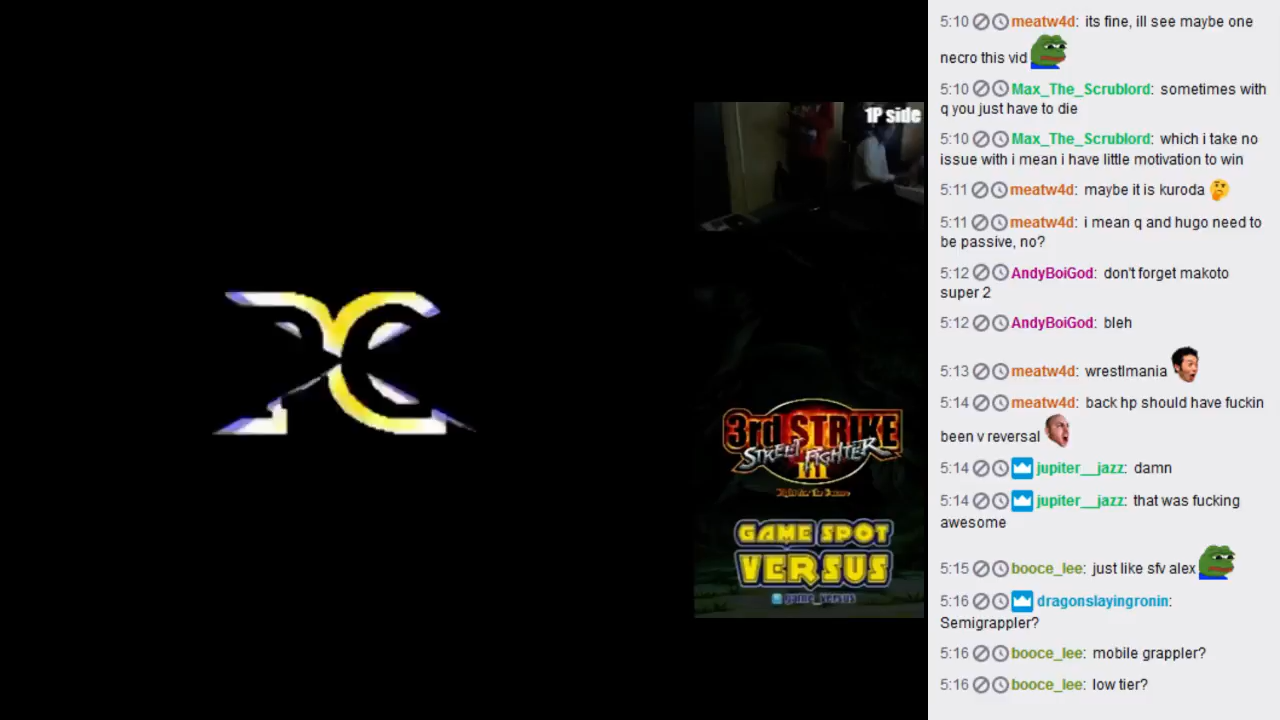 1P side
3rd STRIKE
STREET FIGHTER
III
Fight for the Future
GAME SPOT
VERSUS
game_versus
5:10 meatw4d: its fine, ill see maybe one
necro this vid
5:10 Max_The_Scrublord: sometimes with
q you just have to die
5:10 Max_The_Scrublord: which i take no
issue with i mean i have little motivation to win
5:11 meatw4d: maybe it is kuroda
5:11 meatw4d: i mean q and hugo need to
be passive, no?
5:12 AndyBoiGod: don't forget makoto
super 2
5:12 AndyBoiGod: bleh
5:13 meatw4d: wrestlmania
5:14 meatw4d: back hp should have fuckin
been v reversal
5:14 jupiter__jazz: damn
5:14 jupiter__jazz: that was fucking
awesome
5:15 booce_lee: just like sfv alex
5:16 dragonslayingronin:
Semigrappler?
5:16 booce_lee: mobile grappler?
5:16 booce_lee: low tier?